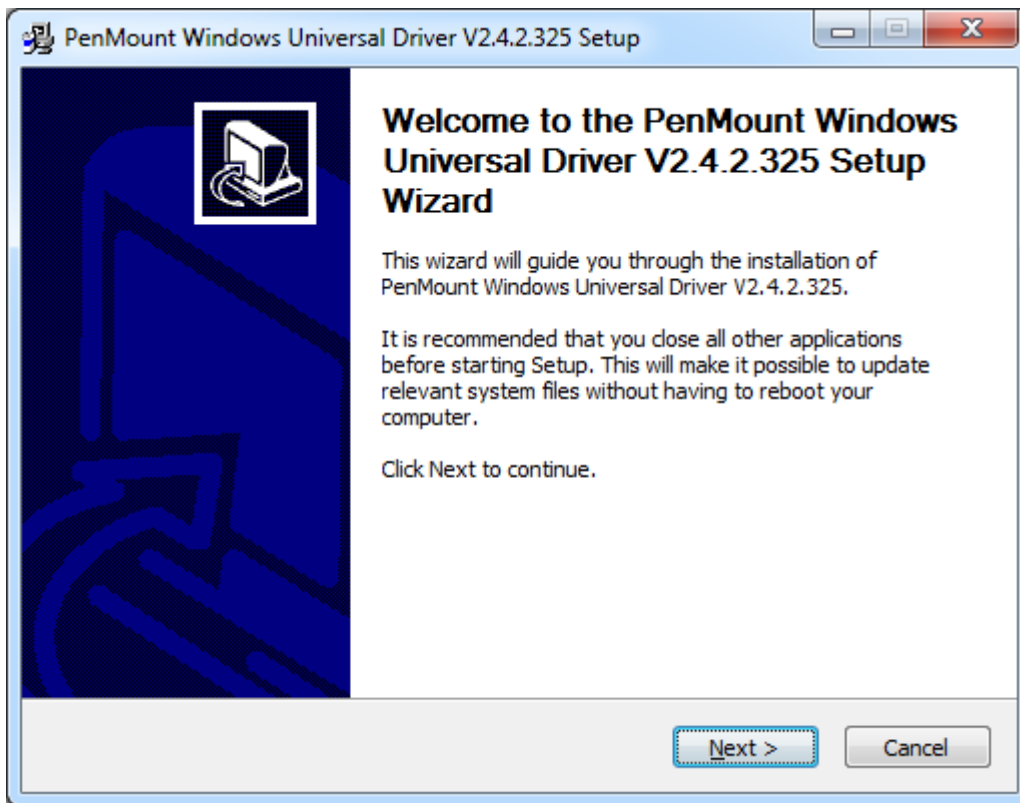 PenMount Windows Universal Driver V2.4.2.325 Setup
Welcome to the PenMount Windows
Universal Driver V2.4.2.325 Setup
Wizard
This wizard will guide you through the installation of
PenMount Windows Universal Driver V2.4.2.325.
It is recommended that you close all other applications
before starting Setup. This will make it possible to update
relevant system files without having to reboot your
computer.
Click Next to continue.
Next >
Cancel